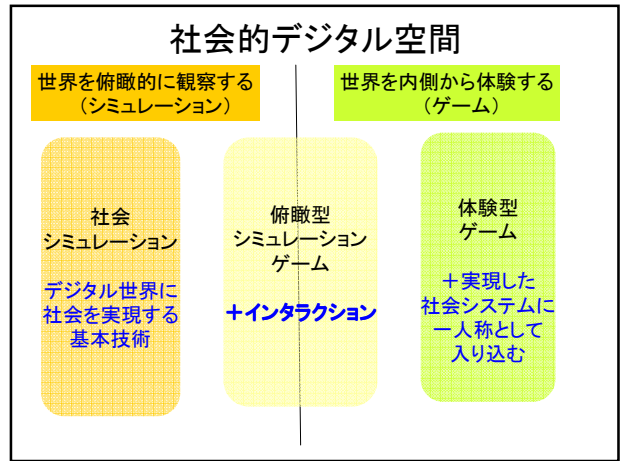 社会的デジタル空間
世界を俯瞰的に観察する
（シミュレーション）
世界を内側から体験する
（ゲーム）
社会
シミュレーション
デジタル世界に
社会を実現する
基本技術
俯瞰型
シミュレーション
ゲーム
＋インタラクション
体験型
ゲーム
＋実現した
社会システムに
一人称として
入り込む